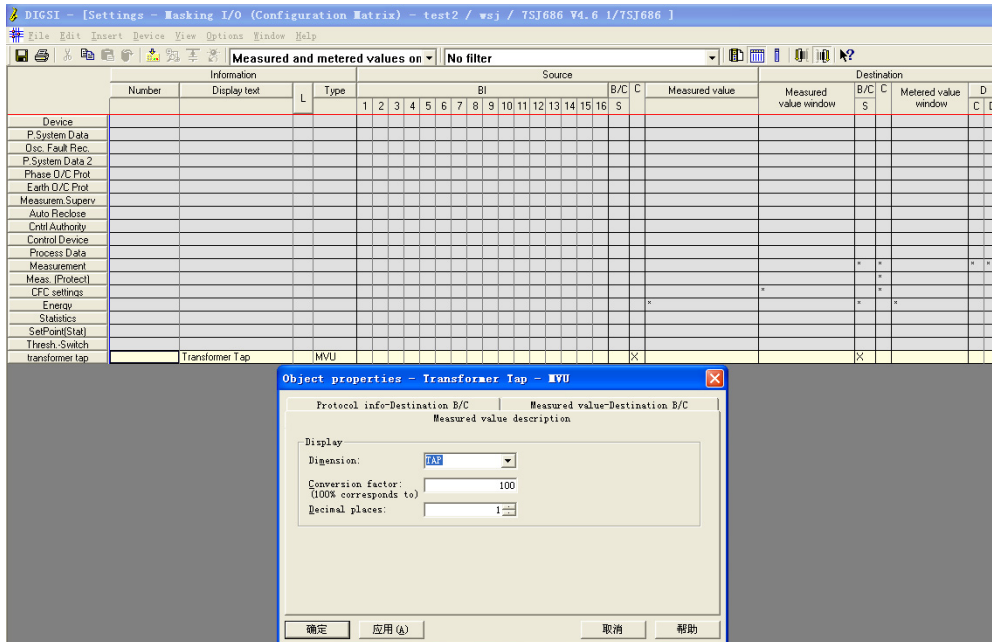 DIGSI - [Settings - Masking I/O (Configuration Matrix) - test2 / wsj / 7SJ686 V4.6 1/7SJ686 ]
File Edit Insert Device View Options Window Help
Measured and metered values on No filter
Information Source Destination
Number Display text L Type BI B/C C Measured value Measured value window B/C C Metered value window D
1 2 3 4 5 6 7 8 9 10 11 12 13 14 15 16 S S C D
Device
P.System Data
Osc. Fault Rec.
P.System Data 2
Phase O/C Prot
Earth O/C Prot
Measurem.Superv
Auto Reclose
Cntrl Authority
Control Device
Process Data
Measurement * * * *
Meas. (Protect) *
CFC settings * *
Energy * * *
Statistics
SetPoint(Stat)
Thresh.-Switch
transformer tap Transformer Tap MVU X X
Object properties - Transformer Tap - MVU
Protocol info-Destination B/C Measured value-Destination B/C
Measured value description
Display
Dimension: TAP
Conversion factor: 100
(100% corresponds to)
Decimal places: 1
确定 应用(A) 取消 帮助